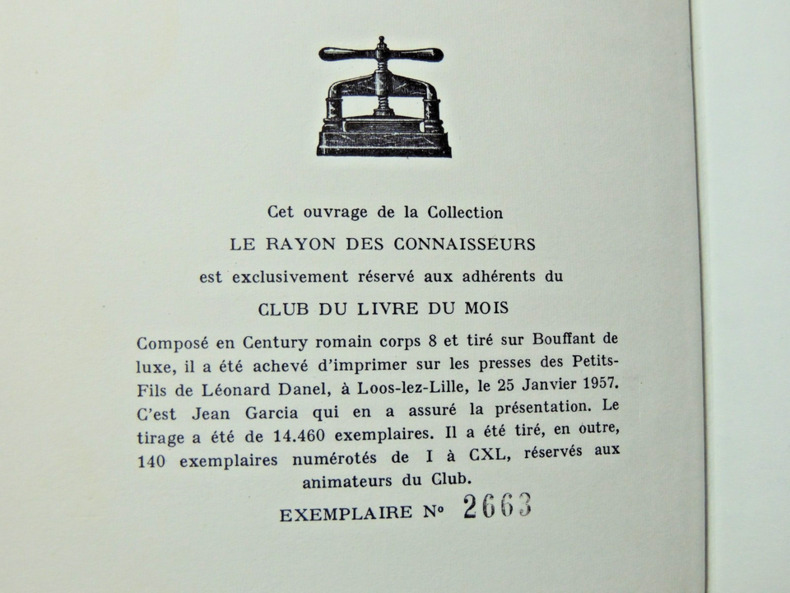 Cet ouvrage de la Collection
LE RAYON DES CONNAISSEURS
est exclusivement réservé aux adhérents du
CLUB DU LIVRE DU MOIS
Composé en Century romain corps 8 et tiré sur Bouffant de
luxe, il a été achevé d'imprimer sur les presses des Petits-
Fils de Léonard Danel, à Loos-lez-Lille, le 25 Janvier 1957.
C'est Jean Garcia qui en a assuré la présentation. Le
tirage a été de 14.460 exemplaires. Il a été tiré, en outre,
140 exemplaires numérotés de I à CXL, réservés aux
animateurs du Club.
EXEMPLAIRE Nº 2663